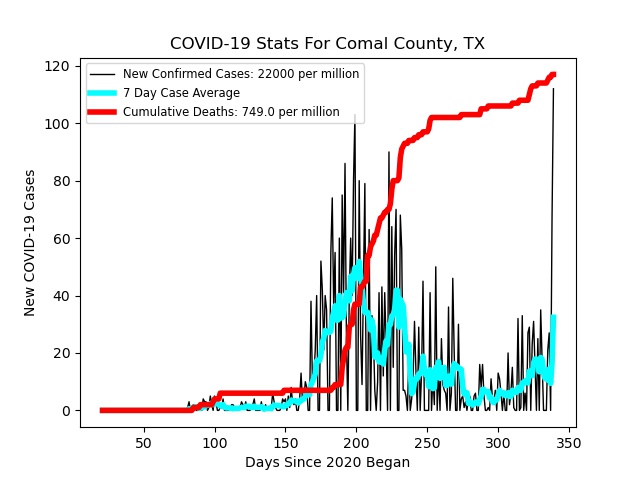 COVID-19 Stats For Comal County, TX
New Confirmed Cases: 22000 per million
7 Day Case Average
Cumulative Deaths: 749.0 per million
New COVID-19 Cases
120
100
80
60
40
20
0
50
100
150
200
250
300
350
Days Since 2020 Began